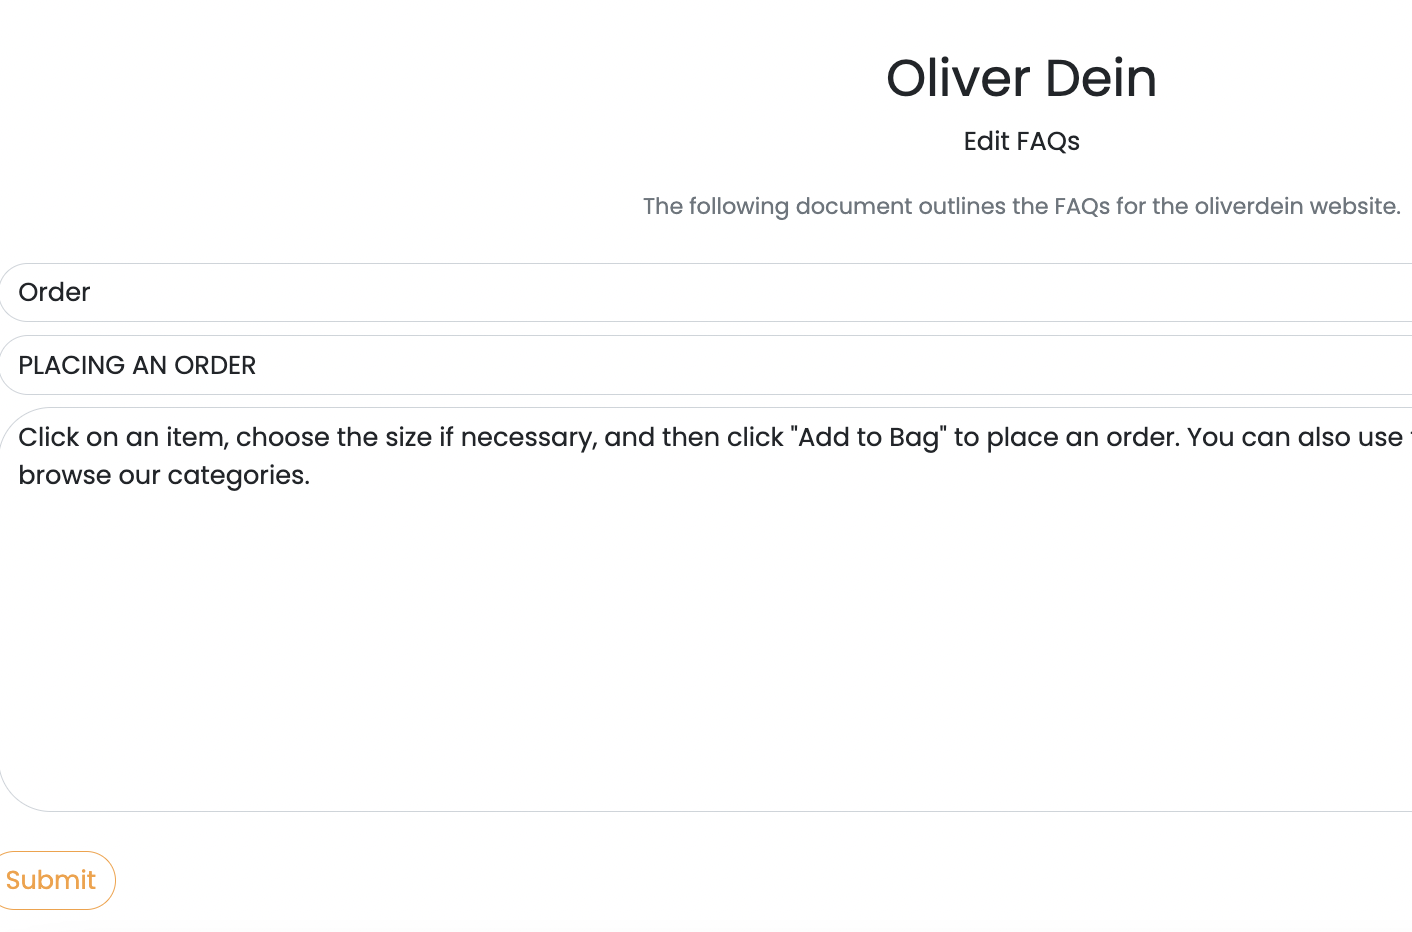 Oliver Dein
Edit FAQs
The following document outlines the FAQs for the oliverdein website.
Order
PLACING AN ORDER
Click on an item, choose the size if necessary, and then click "Add to Bag" to place an order. You can also use
browse our categories.
Submit